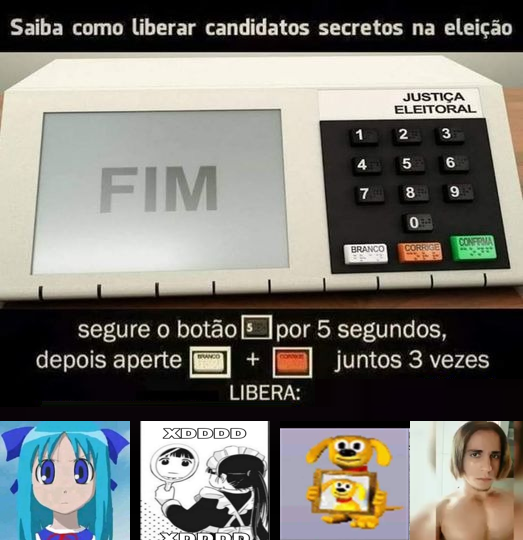 Saiba como liberar candidatos secretos na eleição
JUSTIÇA
ELEITORAL
FIM
1 2 3
4 5 6
7 8 9
0
BRANCO CORRIGE CONFIRMA
segure o botão 5 por 5 segundos,
depois aperte BRANCO + CORRIGE juntos 3 vezes
LIBERA:
XDDDD
XDDDD